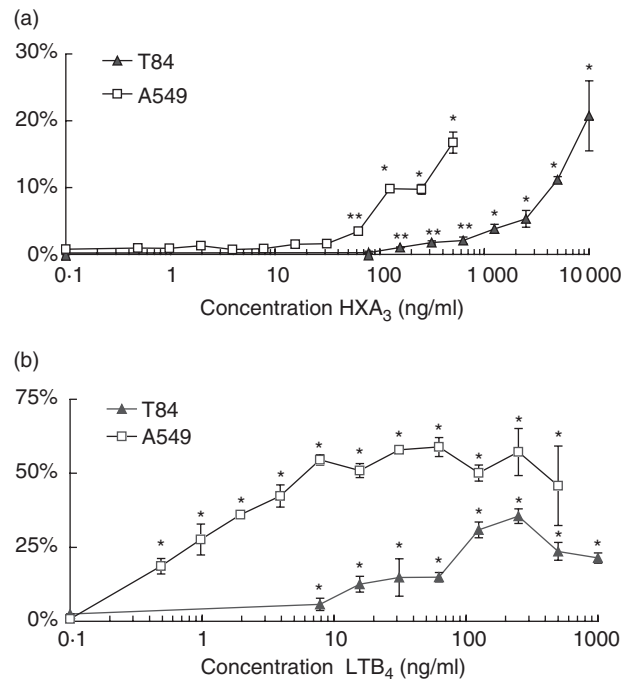 (a)
30%
T84
A549
20%
10%
0%
* ** * * * ** ** ** * * * *
0·1 1 10 100 1 000 10 000
Concentration HXA₃ (ng/ml)
(b)
75%
T84
A549
50%
25%
0%
* * * * * * * * * * *
* * * * * * * *
0·1 1 10 100 1000
Concentration LTB₄ (ng/ml)